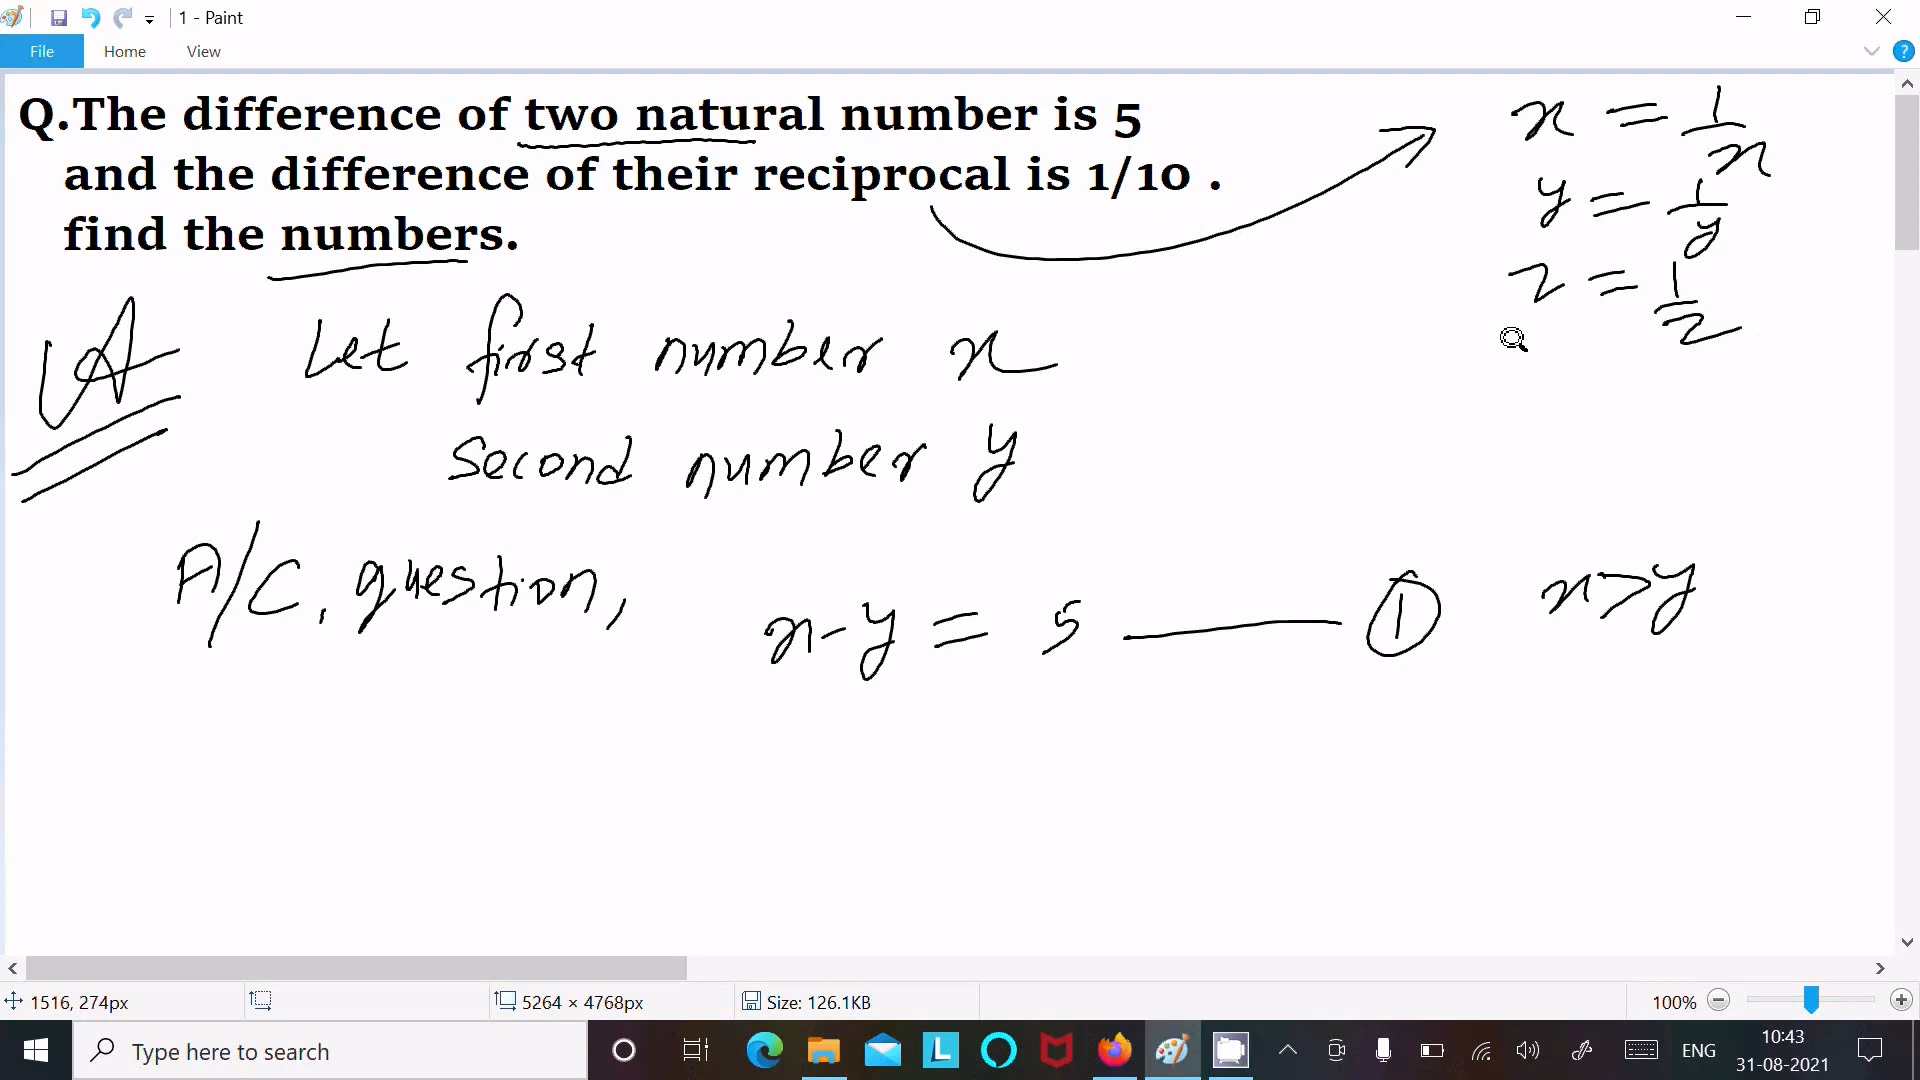 1 - Paint
File Home View
Q.The difference of two natural number is 5
and the difference of their reciprocal is 1/10 .
find the numbers.
x = 1/x
y = 1/y
2 = 1/2
A
Let first number x
second number y
A/C, question,
x - y = 5 —— 1
x>y
1516, 274px
5264 × 4768px
Size: 126.1KB
100%
Type here to search
L
ENG
10:43
31-08-2021